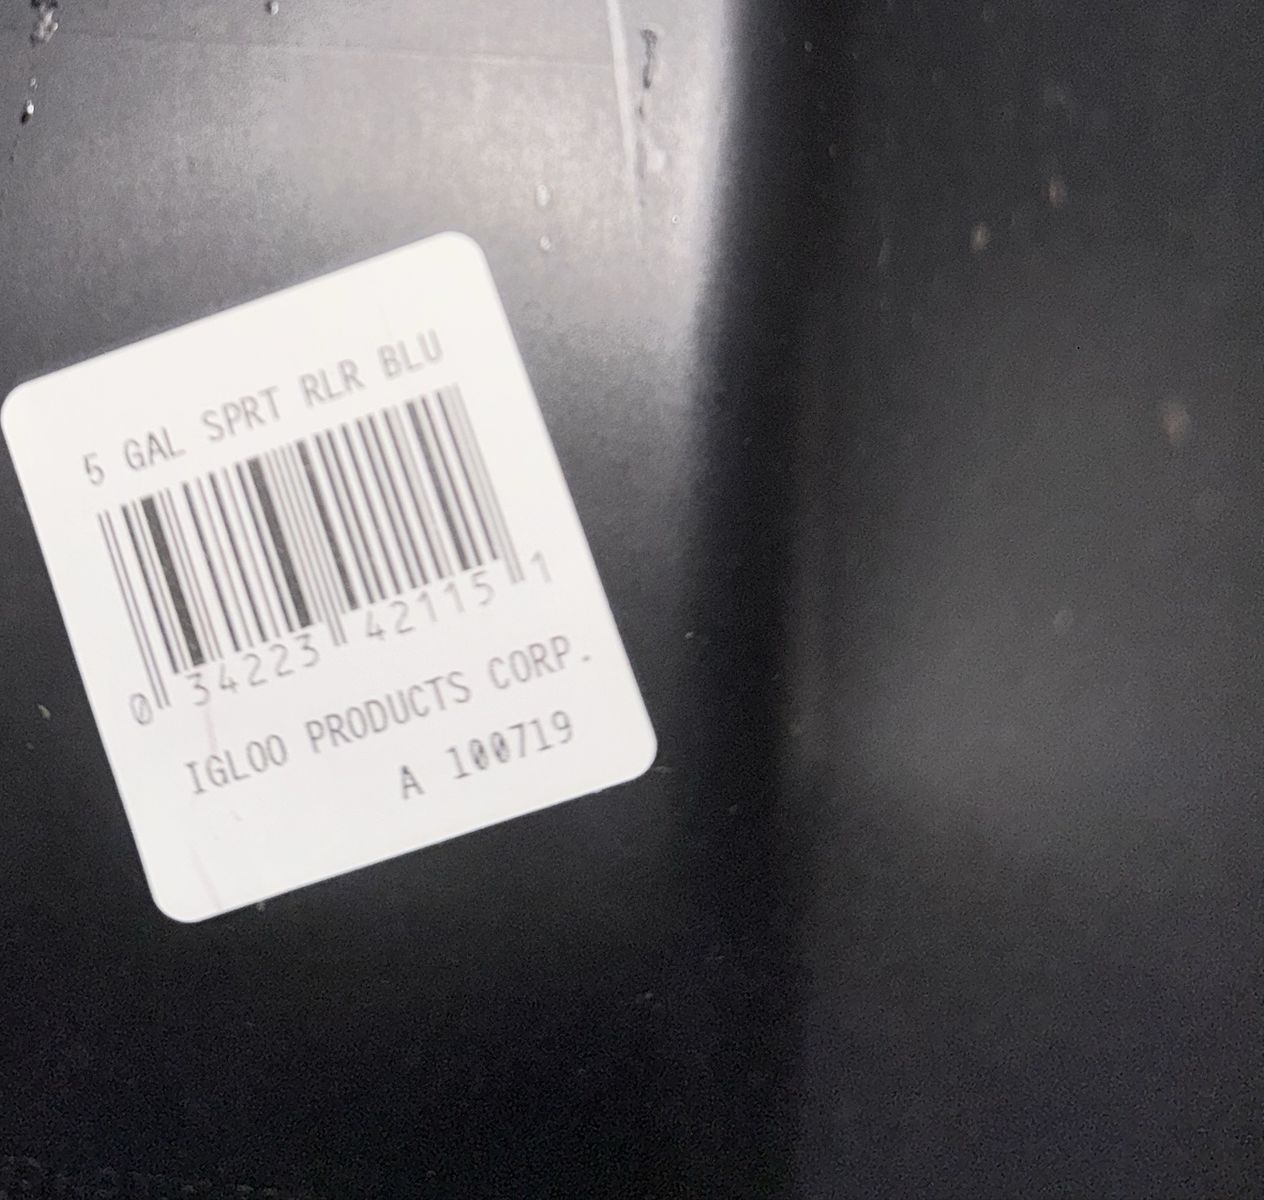 5 GAL SPRT RLR BLU
0 34223 42115 1
IGLOO PRODUCTS CORP.
A 100719